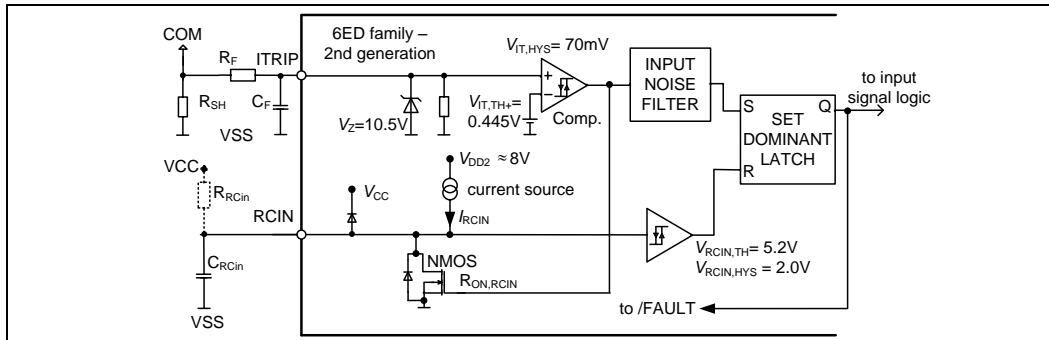 6ED family –
2nd generation
COM
R_F
ITRIP
R_SH
C_F
VSS
V_Z=10.5V
V_IT,TH+=
0.445V
V_IT,HYS= 70mV
Comp.
INPUT
NOISE
FILTER
to input
signal logic
S
Q
SET
DOMINANT
LATCH
R
VCC
R_RCin
RCIN
C_RCin
VSS
V_CC
V_DD2 ≈8V
current source
I_RCIN
NMOS
R_ON,RCIN
V_RCIN,TH= 5.2V
V_RCIN,HYS = 2.0V
to /FAULT